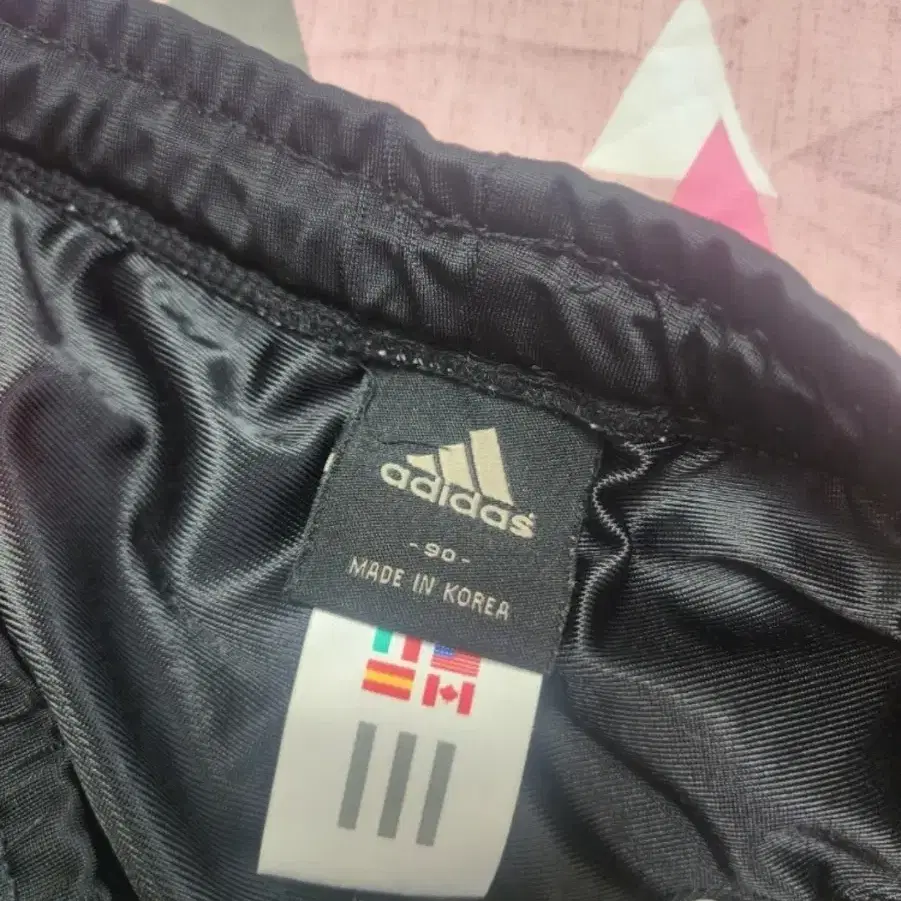 adidas
- 90 -
MADE IN KOREA